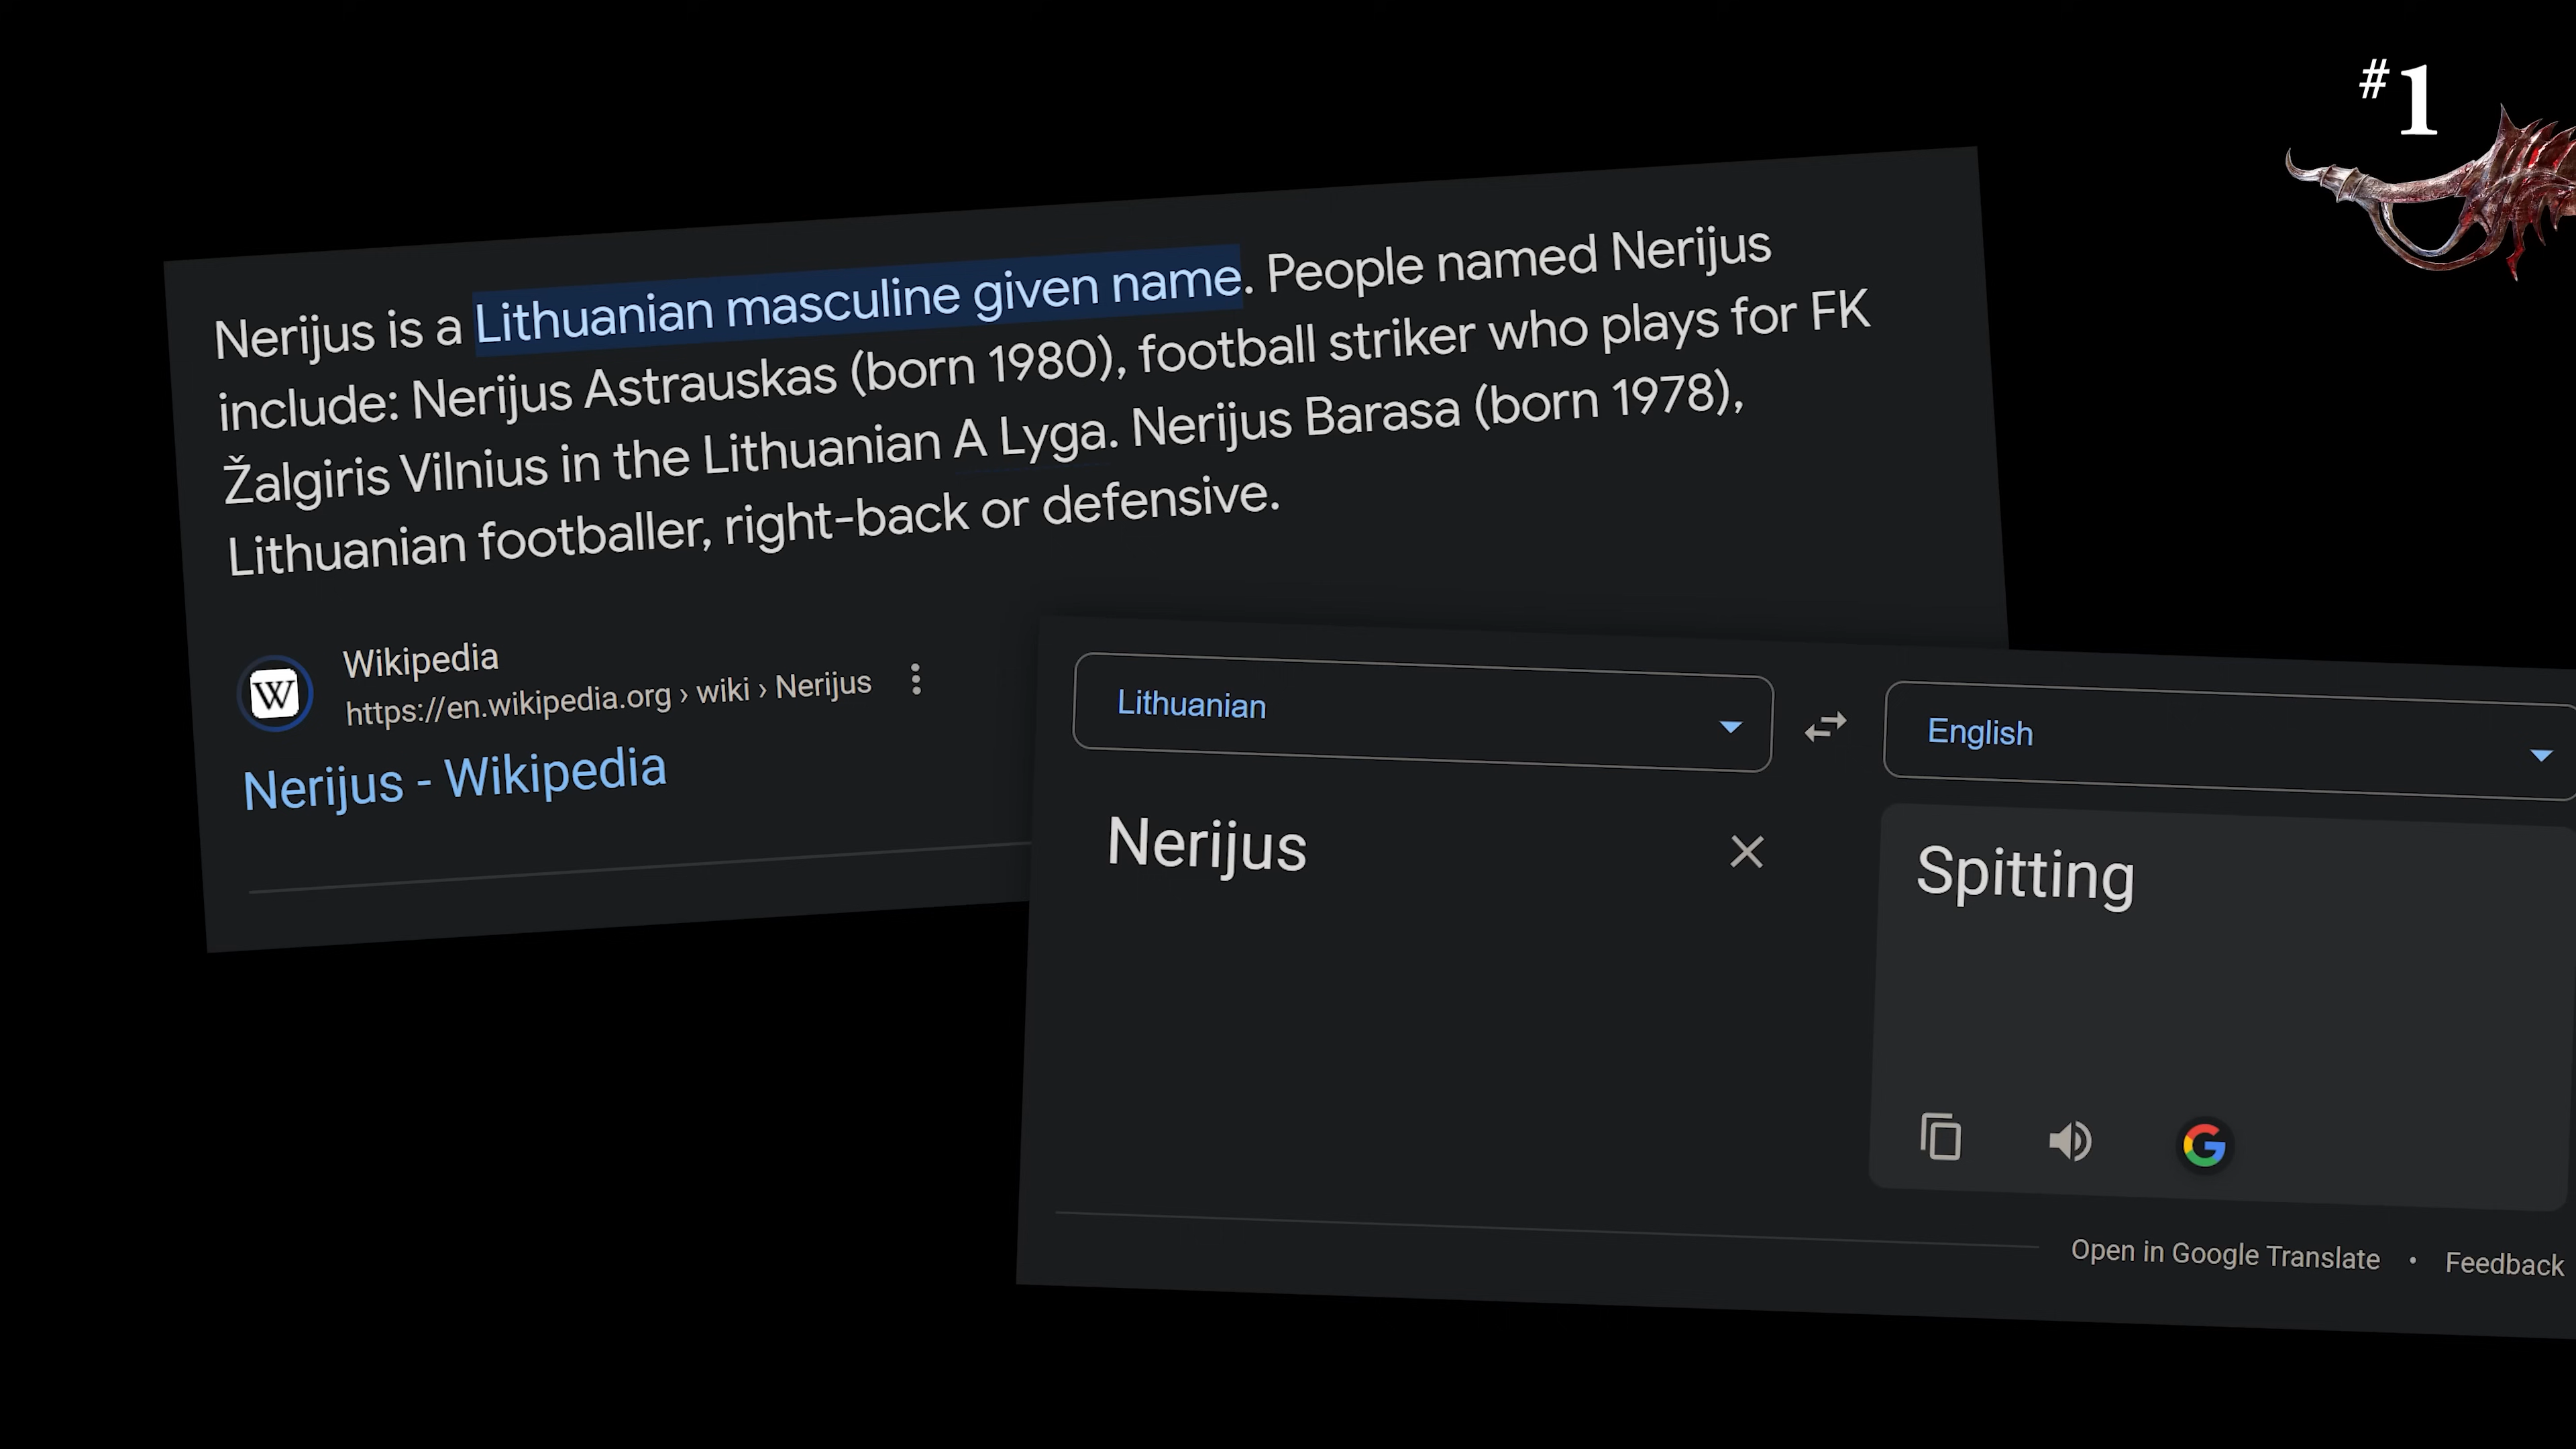 #1
Nerijus is a Lithuanian masculine given name. People named Nerijus
include: Nerijus Astrauskas (born 1980), football striker who plays for FK
Žalgiris Vilnius in the Lithuanian A Lyga. Nerijus Barasa (born 1978),
Lithuanian footballer, right-back or defensive.
W
Wikipedia
https://en.wikipedia.org › wiki › Nerijus
Nerijus - Wikipedia
Lithuanian
English
Nerijus
Spitting
G
Open in Google Translate • Feedback